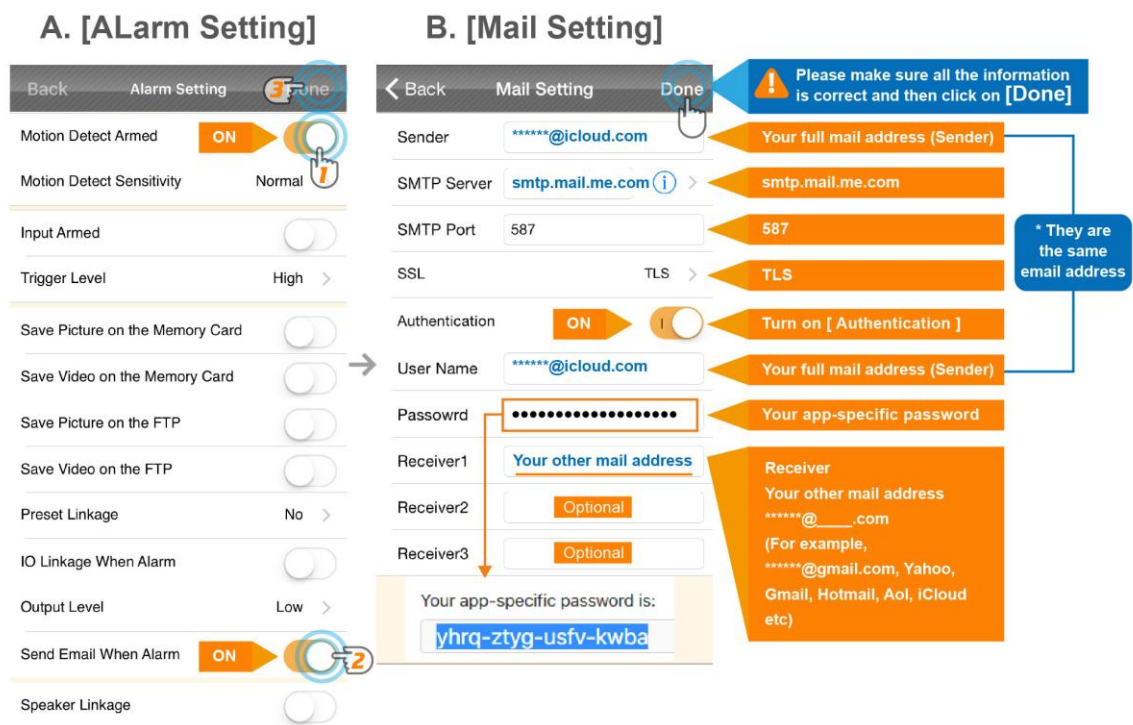 A. [ALarm Setting]
Back Alarm Setting 3 Done
Motion Detect Armed ON
1
Motion Detect Sensitivity Normal
Input Armed
Trigger Level High
Save Picture on the Memory Card
Save Video on the Memory Card
Save Picture on the FTP
Save Video on the FTP
Preset Linkage No
IO Linkage When Alarm
Output Level Low
Send Email When Alarm ON
2
Speaker Linkage
B. [Mail Setting]
Back Mail Setting Done
Sender ******@icloud.com
SMTP Server smtp.mail.me.com i
SMTP Port 587
SSL TLS
Authentication ON I
User Name ******@icloud.com
Passowrd •••••••••••••••••••
Receiver1 Your other mail address
Receiver2 Optional
Receiver3 Optional
Your app-specific password is:
yhrq-ztyg-usfv-kwba
! Please make sure all the information
is correct and then click on [Done]
Your full mail address (Sender)
smtp.mail.me.com
587
TLS
Turn on [ Authentication ]
Your full mail address (Sender)
Your app-specific password
Receiver
Your other mail address
******@____.com
(For example,
******@gmail.com, Yahoo,
Gmail, Hotmail, Aol, iCloud
etc)
* They are
the same
email address